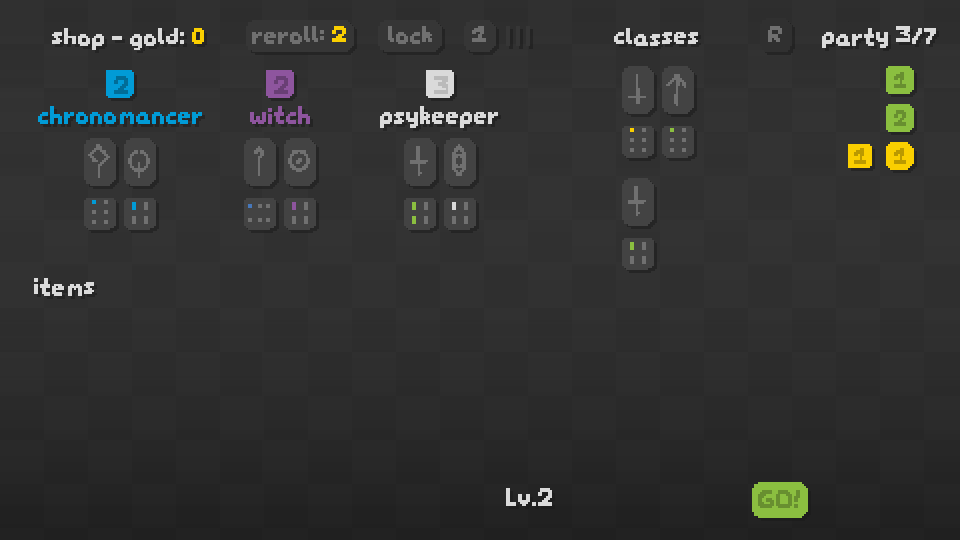 shop - gold: 0 reroll: 2 lock 1 classes R party 3/7
2 2 3 1
chronomancer witch psykeeper 2
1 1
items
Lv.2 GO!